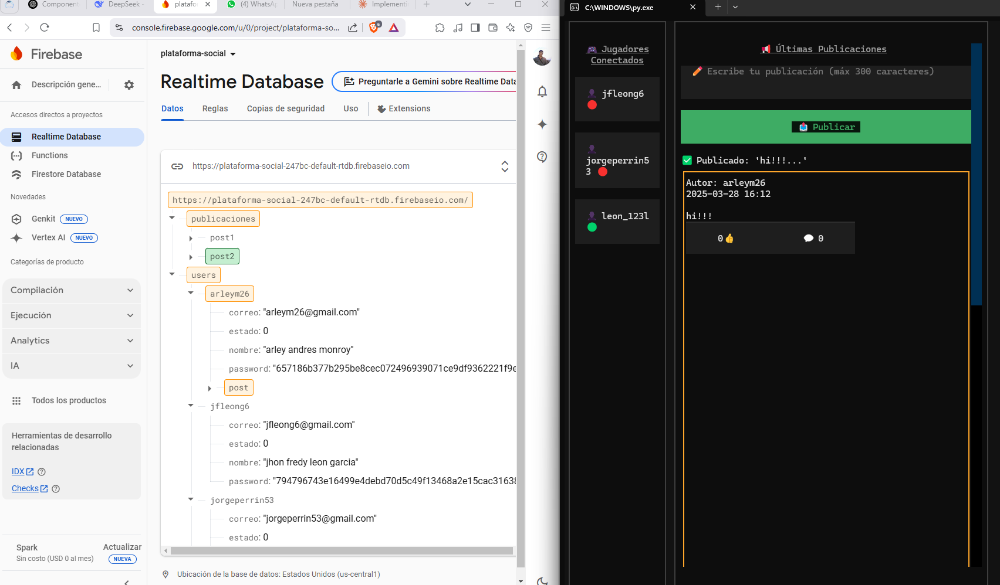 Component
DeepSeek -
platafor
(4) WhatsAp
Nueva pestaña
Implementi
console.firebase.google.com/u/0/project/plataforma-so...
6
Firebase
Descripción gene...
Accesos directos a proyectos
Realtime Database
Functions
Firestore Database
Novedades
Genkit NUEVO
Vertex AI NUEVO
Categorías de producto
Compilación
Ejecución
Analytics
IA
Todos los productos
Herramientas de desarrollo
relacionadas
IDX
Checks
Spark
Sin costo (USD 0 al mes)
Actualizar
NUEVA
plataforma-social
Realtime Database
Preguntarle a Gemini sobre Realtime Data
Datos
Reglas
Copias de seguridad
Uso
Extensions
https://plataforma-social-247bc-default-rtdb.firebaseio.com
https://plataforma-social-247bc-default-rtdb.firebaseio.com/
publicaciones
post1
post2
users
arleym26
correo: "arleym26@gmail.com"
estado: 0
nombre: "arley andres monroy"
password: "657186b377b295be8cec072496939071ce9df9362221f9e
post
jfleong6
correo: "jfleong6@gmail.com"
estado: 0
nombre: "jhon fredy leon garcia"
password: "794796743e16499e4debd70d5c49f13468a2e15cac31638
jorgeperrin53
correo: "jorgeperrin53@gmail.com"
estado: 0
Ubicación de la base de datos: Estados Unidos (us-central1)
C:\WINDOWS\py.exe
🎮 Jugadores
Conectados
👤 jfleong6
🔴
👤
jorgeperrin5
3 🔴
👤 leon_123l
🟢
📢 Últimas Publicaciones
✏️ Escribe tu publicación (máx 300 caracteres)
📤 Publicar
✅ Publicado: 'hi!!!...'
Autor: arleym26
2025-03-28 16:12
hi!!!
0👍
💬 0